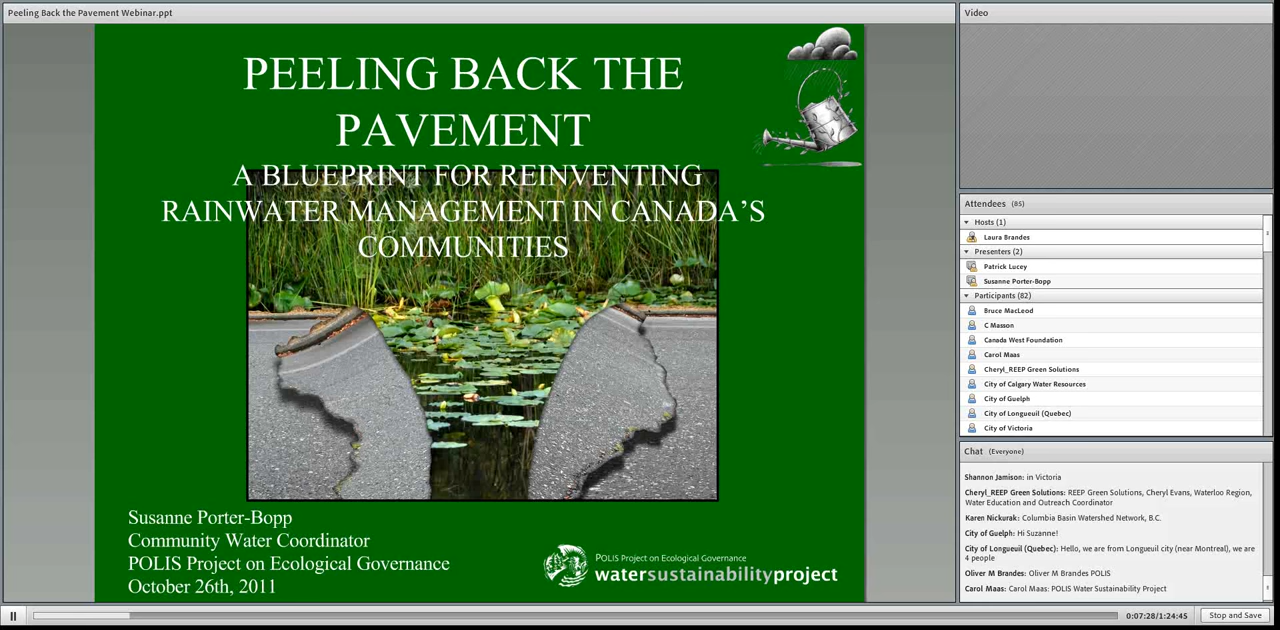 Peeling Back the Pavement Webinar.ppt
PEELING BACK THE
PAVEMENT
A BLUEPRINT FOR REINVENTING
RAINWATER MANAGEMENT IN CANADA’S
COMMUNITIES
Susanne Porter-Bopp
Community Water Coordinator
POLIS Project on Ecological Governance
October 26th, 2011
POLIS Project on Ecological Governance
watersustainabilityproject
Video
Attendees (85)
Hosts (1)
Laura Brandes
Presenters (2)
Patrick Lucey
Susanne Porter-Bopp
Participants (82)
Bruce MacLeod
C Masson
Canada West Foundation
Carol Maas
Cheryl_REEP Green Solutions
City of Calgary Water Resources
City of Guelph
City of Longueuil (Quebec)
City of Victoria
Chat (Everyone)
Shannon Jamison: in Victoria
Cheryl_REEP Green Solutions: REEP Green Solutions, Cheryl Evans, Waterloo Region,
Water Education and Outreach Coordinator
Karen Nickurak: Columbia Basin Watershed Network, B.C.
City of Guelph: Hi Suzanne!
City of Longueuil (Quebec): Hello, we are from Longueuil city (near Montreal), we are
4 people
Oliver M Brandes: Oliver M Brandes POLIS
Carol Maas: Carol Maas: POLIS Water Sustainability Project
0:07:28/1:24:45
Stop and Save